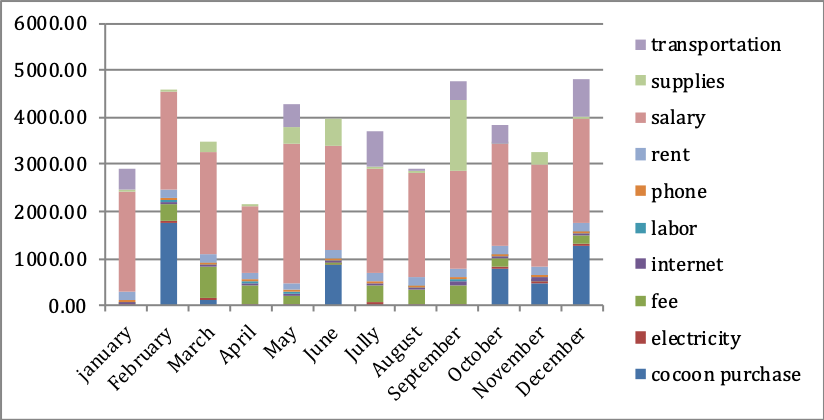 6000.00
5000.00
4000.00
3000.00
2000.00
1000.00
0.00
january
February
March
April
May
June
Jully
August
September
October
November
December
transportation
supplies
salary
rent
phone
labor
internet
fee
electricity
cocoon purchase